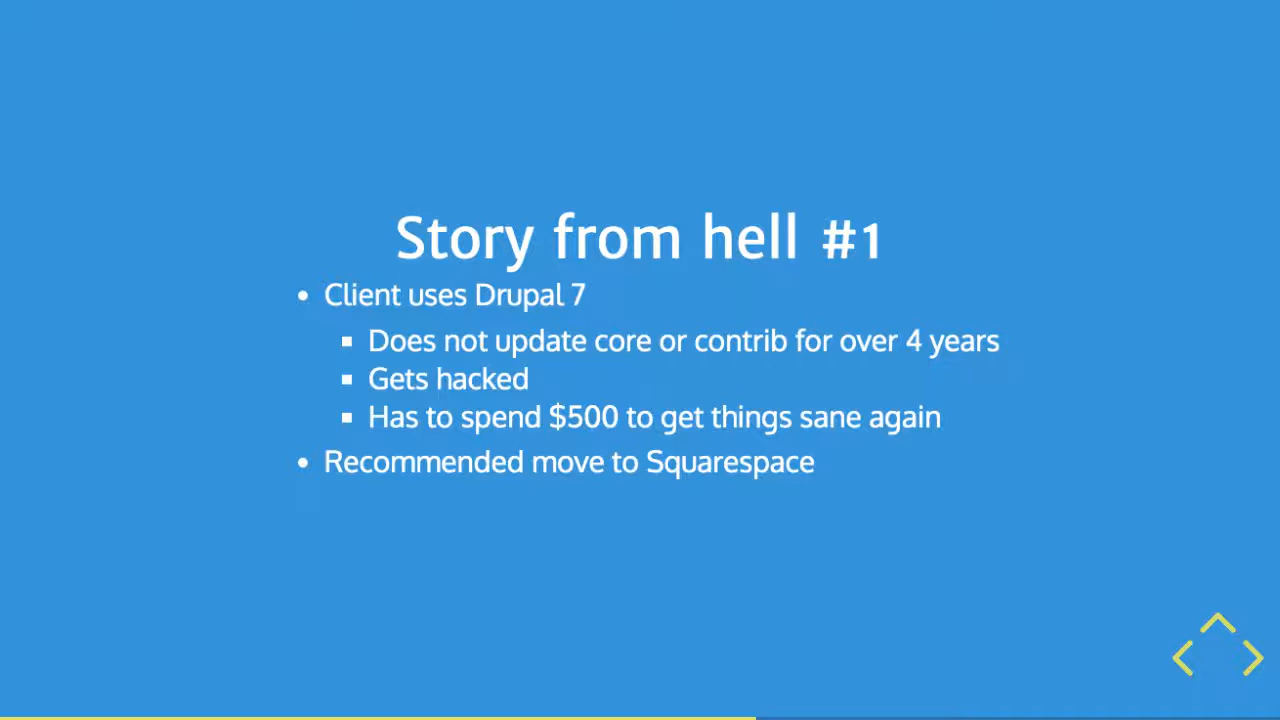 Story from hell #1
Client uses Drupal 7
Does not update core or contrib for over 4 years
Gets hacked
Has to spend $500 to get things sane again
Recommended move to Squarespace